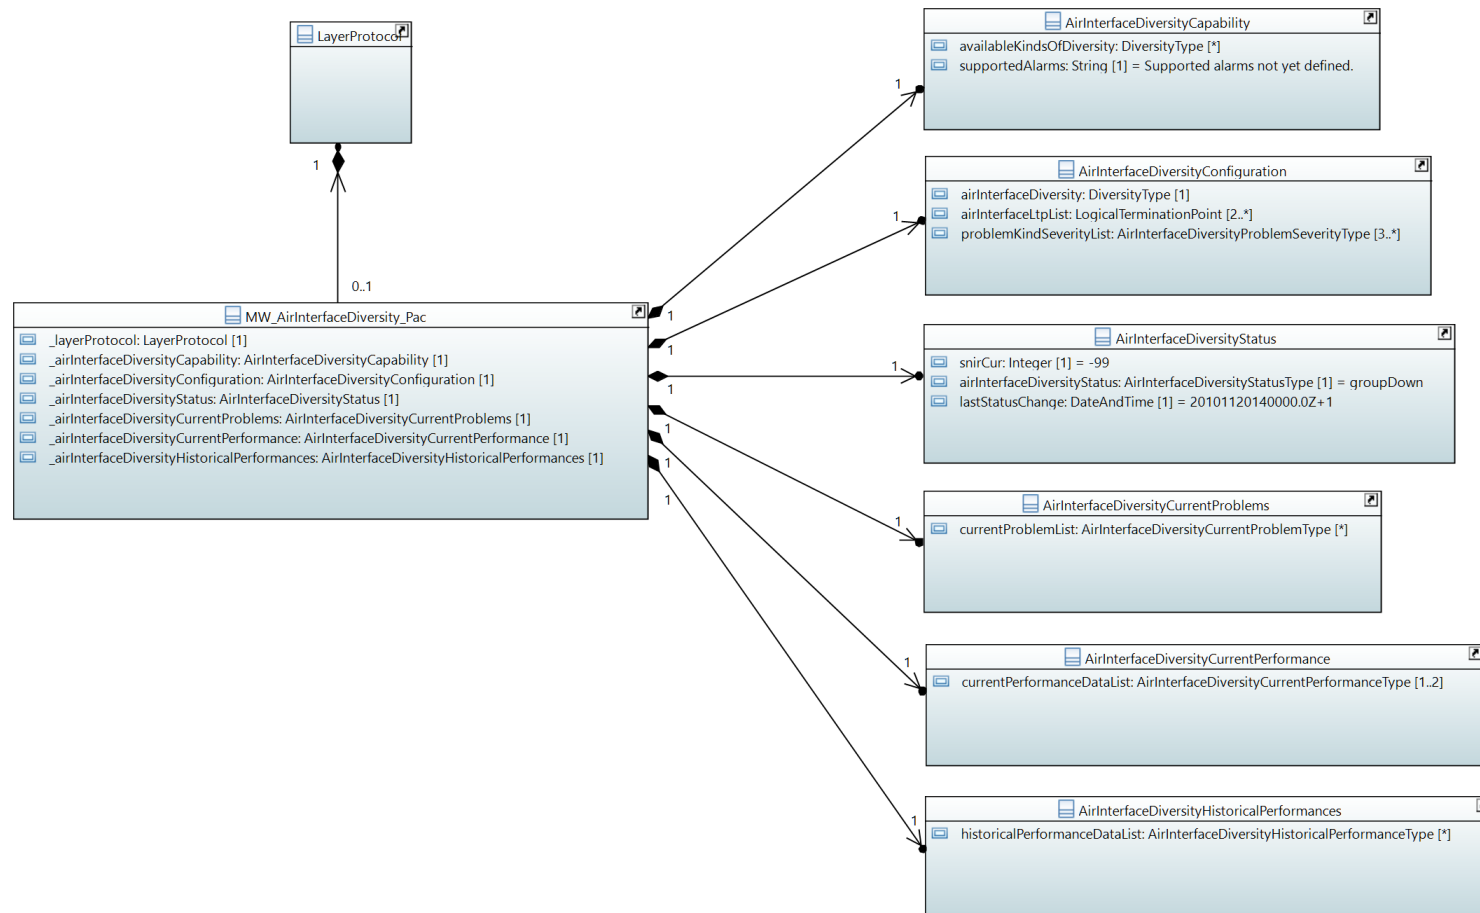 LayerProtocol
1
0..1
MW_AirInterfaceDiversity_Pac
_layerProtocol: LayerProtocol [1]
_airInterfaceDiversityCapability: AirInterfaceDiversityCapability [1]
_airInterfaceDiversityConfiguration: AirInterfaceDiversityConfiguration [1]
_airInterfaceDiversityStatus: AirInterfaceDiversityStatus [1]
_airInterfaceDiversityCurrentProblems: AirInterfaceDiversityCurrentProblems [1]
_airInterfaceDiversityCurrentPerformance: AirInterfaceDiversityCurrentPerformance [1]
_airInterfaceDiversityHistoricalPerformances: AirInterfaceDiversityHistoricalPerformances [1]
1
1
1
1
1
1
1
AirInterfaceDiversityCapability
availableKindsOfDiversity: DiversityType [*]
supportedAlarms: String [1] = Supported alarms not yet defined.
1
AirInterfaceDiversityConfiguration
airInterfaceDiversity: DiversityType [1]
airInterfaceLtpList: LogicalTerminationPoint [2..*]
problemKindSeverityList: AirInterfaceDiversityProblemSeverityType [3..*]
1
AirInterfaceDiversityStatus
snirCur: Integer [1] = -99
airInterfaceDiversityStatus: AirInterfaceDiversityStatusType [1] = groupDown
lastStatusChange: DateAndTime [1] = 20101120140000.0Z+1
1
AirInterfaceDiversityCurrentProblems
currentProblemList: AirInterfaceDiversityCurrentProblemType [*]
1
AirInterfaceDiversityCurrentPerformance
currentPerformanceDataList: AirInterfaceDiversityCurrentPerformanceType [1..2]
1
AirInterfaceDiversityHistoricalPerformances
historicalPerformanceDataList: AirInterfaceDiversityHistoricalPerformanceType [*]